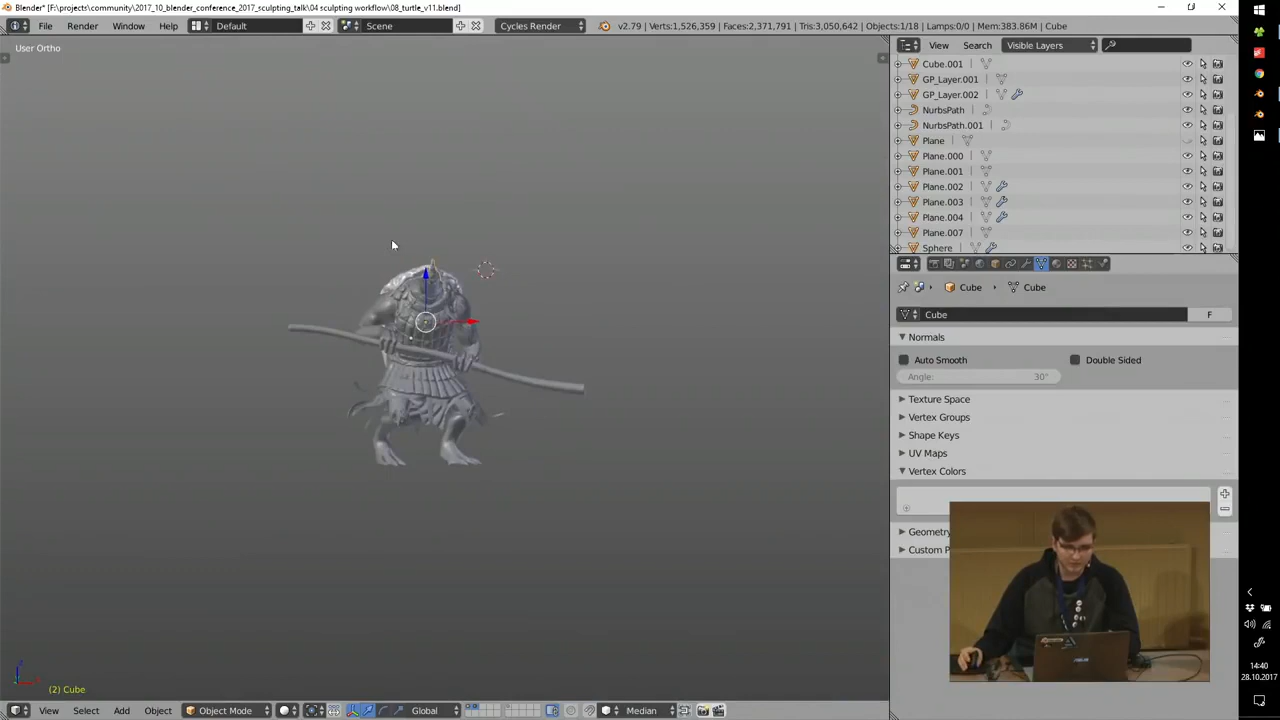 Blender* [F:\projects\community\2017_10_blender_conference_2017_sculpting_talk\04 sculpting workflow\08_turtle_v11.blend]
File Render Window Help Default Scene Cycles Render v2.79 | Verts:1,526,359 | Faces:2,371,791 | Tris:3,050,642 | Objects:1/18 | Lamps:0/0 | Mem:383.86M | Cube
User Ortho
View Search Visible Layers
Cube.001
GP_Layer.001
GP_Layer.002
NurbsPath
NurbsPath.001
Plane
Plane.000
Plane.001
Plane.002
Plane.003
Plane.004
Plane.007
Sphere
Cube Cube
Cube F
Normals
Auto Smooth Double Sided
Angle: 30°
Texture Space
Vertex Groups
Shape Keys
UV Maps
Vertex Colors
Geometry
Custom P
(2) Cube
View Select Add Object Object Mode Global Median
14:40
28.10.2017